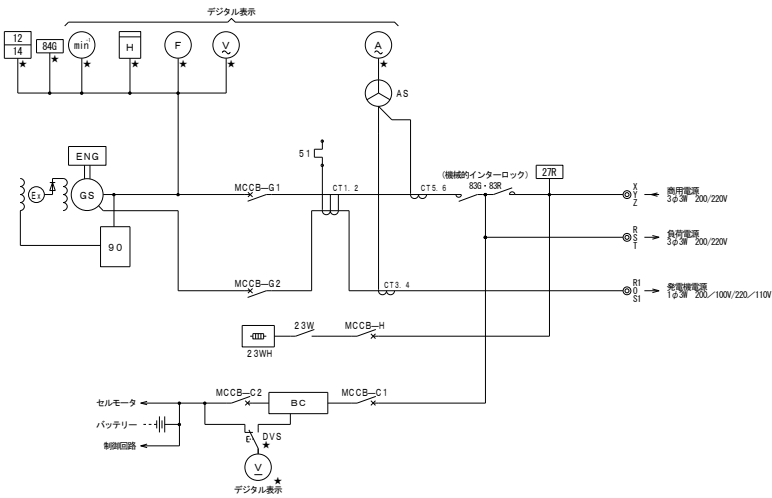 デジタル表示
12
14
84G
min-1
H
F
V
A
★
★
★
★
★
★
★
AS
51
ENG
GS
Ex
90
MCCB-G1
CT1.2
CT5.6
(機械的インターロック)
83G・83R
27R
X
Y
Z
商用電源
3φ3W 200/220V
R
S
T
負荷電源
3φ3W 200/220V
MCCB-G2
CT3.4
R1
O
S1
発電機電源
1φ3W 200/100V/220/110V
23W
MCCB-H
23WH
セルモータ
MCCB-C2
BC
MCCB-C1
バッテリー
制御回路
E
DVS
★
V
★
デジタル表示